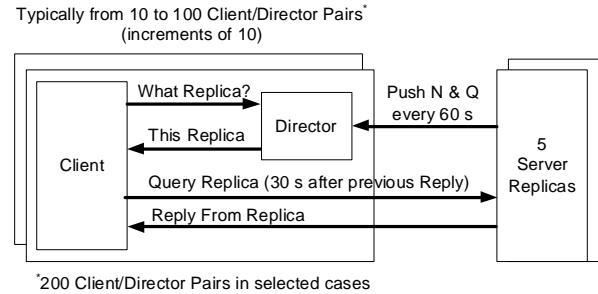 Typically from 10 to 100 Client/Director Pairs*
(increments of 10)
What Replica?
Director
This Replica
Client
Push N & Q
every 60 s
5
Server
Replicas
Query Replica (30 s after previous Reply)
Reply From Replica
*200 Client/Director Pairs in selected cases